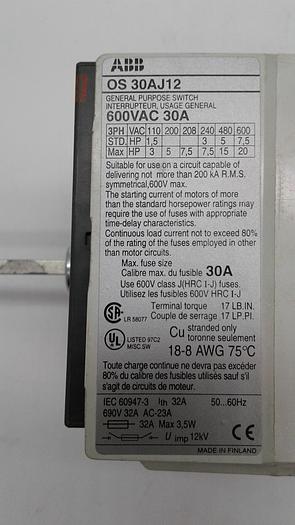 ABB
OS 30AJ12
GENERAL PURPOSE SWITCH
INTERRUPTEUR, USAGE GENERAL
600VAC 30A
3PH VAC 110 200 208 240 480 600
STD. HP 1,5 3 5 7,5
Max HP 3 5 7,5 7,5 15 20
Suitable for use on a circuit capable of
delivering not more than 200 kA R.M.S.
symmetrical,600V max.
The starting current of motors of more
than the standard horsepower ratings may
require the use of fuses with appropriate
time-delay characteristics.
Continuous load current not to exceed 80%
of the rating of the fuses employed in other
than motor circuits.
Max. fuse size
Calibre max. du fusible 30A
Use 600V class J(HRC I-J) fuses.
Utilisez les fusibles 600V HRC I-J
Terminal torque 17 LB.IN.
Couple de serrage 17 LP.PI.
LR 58077
LISTED 97C2
MISC.SW
Cu stranded only
toronne seulement
18-8 AWG 75°C
Toute charge continue ne devra pas excéder
80% du calibre des fusibles utilisés sauf s'il
s'agit de circuits de moteur.
IEC 60947-3 Ith 32A 50...60Hz
690V 32A AC-23A
32A Max 3,5W
U imp 12kV
CE
MADE IN FINLAND